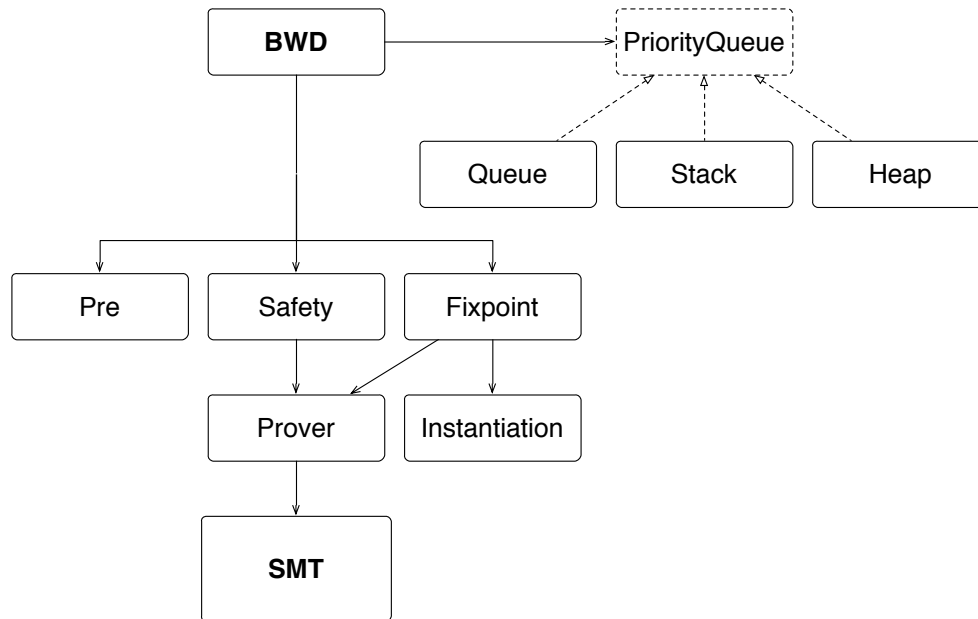 BWD
PriorityQueue
Queue
Stack
Heap
Pre
Safety
Fixpoint
Prover
Instantiation
SMT